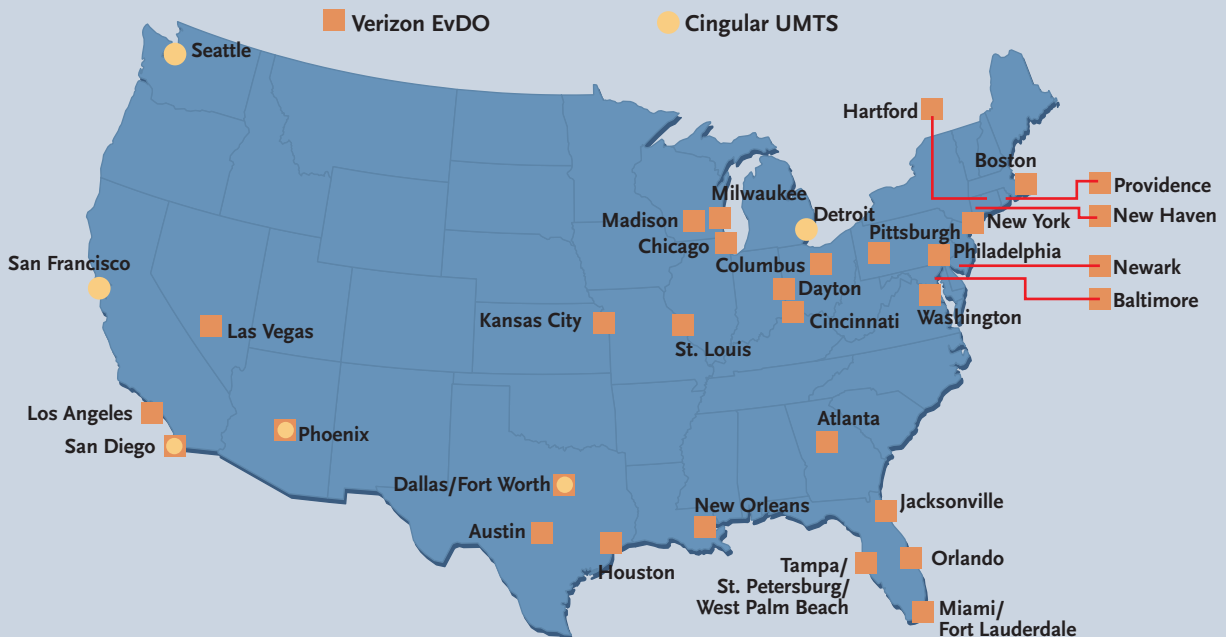 Verizon EvDO
Cingular UMTS
Seattle
Hartford
Boston
Providence
Milwaukee
Madison
Detroit
New Haven
New York
Chicago
Pittsburgh
Philadelphia
San Francisco
Columbus
Newark
Dayton
Baltimore
Kansas City
Cincinnati
Washington
Las Vegas
St. Louis
Los Angeles
Atlanta
San Diego
Phoenix
Dallas/Fort Worth
New Orleans
Jacksonville
Austin
Houston
Orlando
Tampa/
St. Petersburg/
West Palm Beach
Miami/
Fort Lauderdale